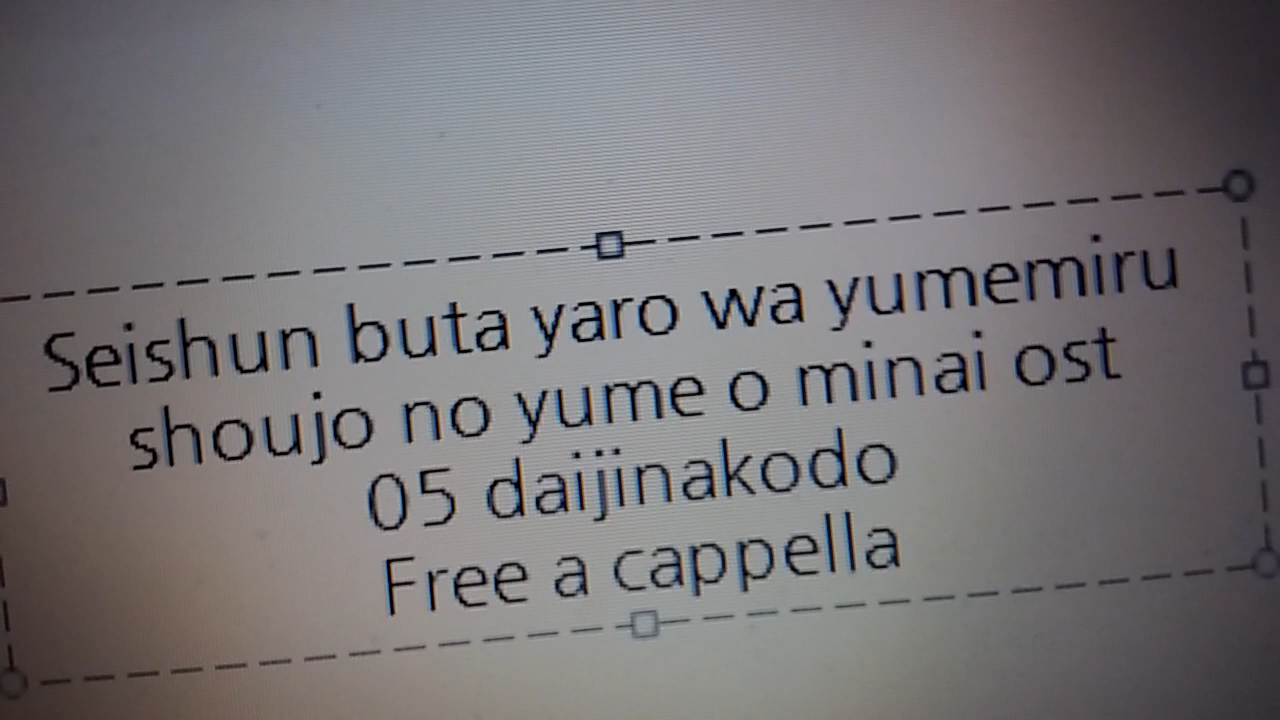 Seishun buta yaro wa yumemiru
shoujo no yume o minai ost
05 daijinakodo
Free a cappella